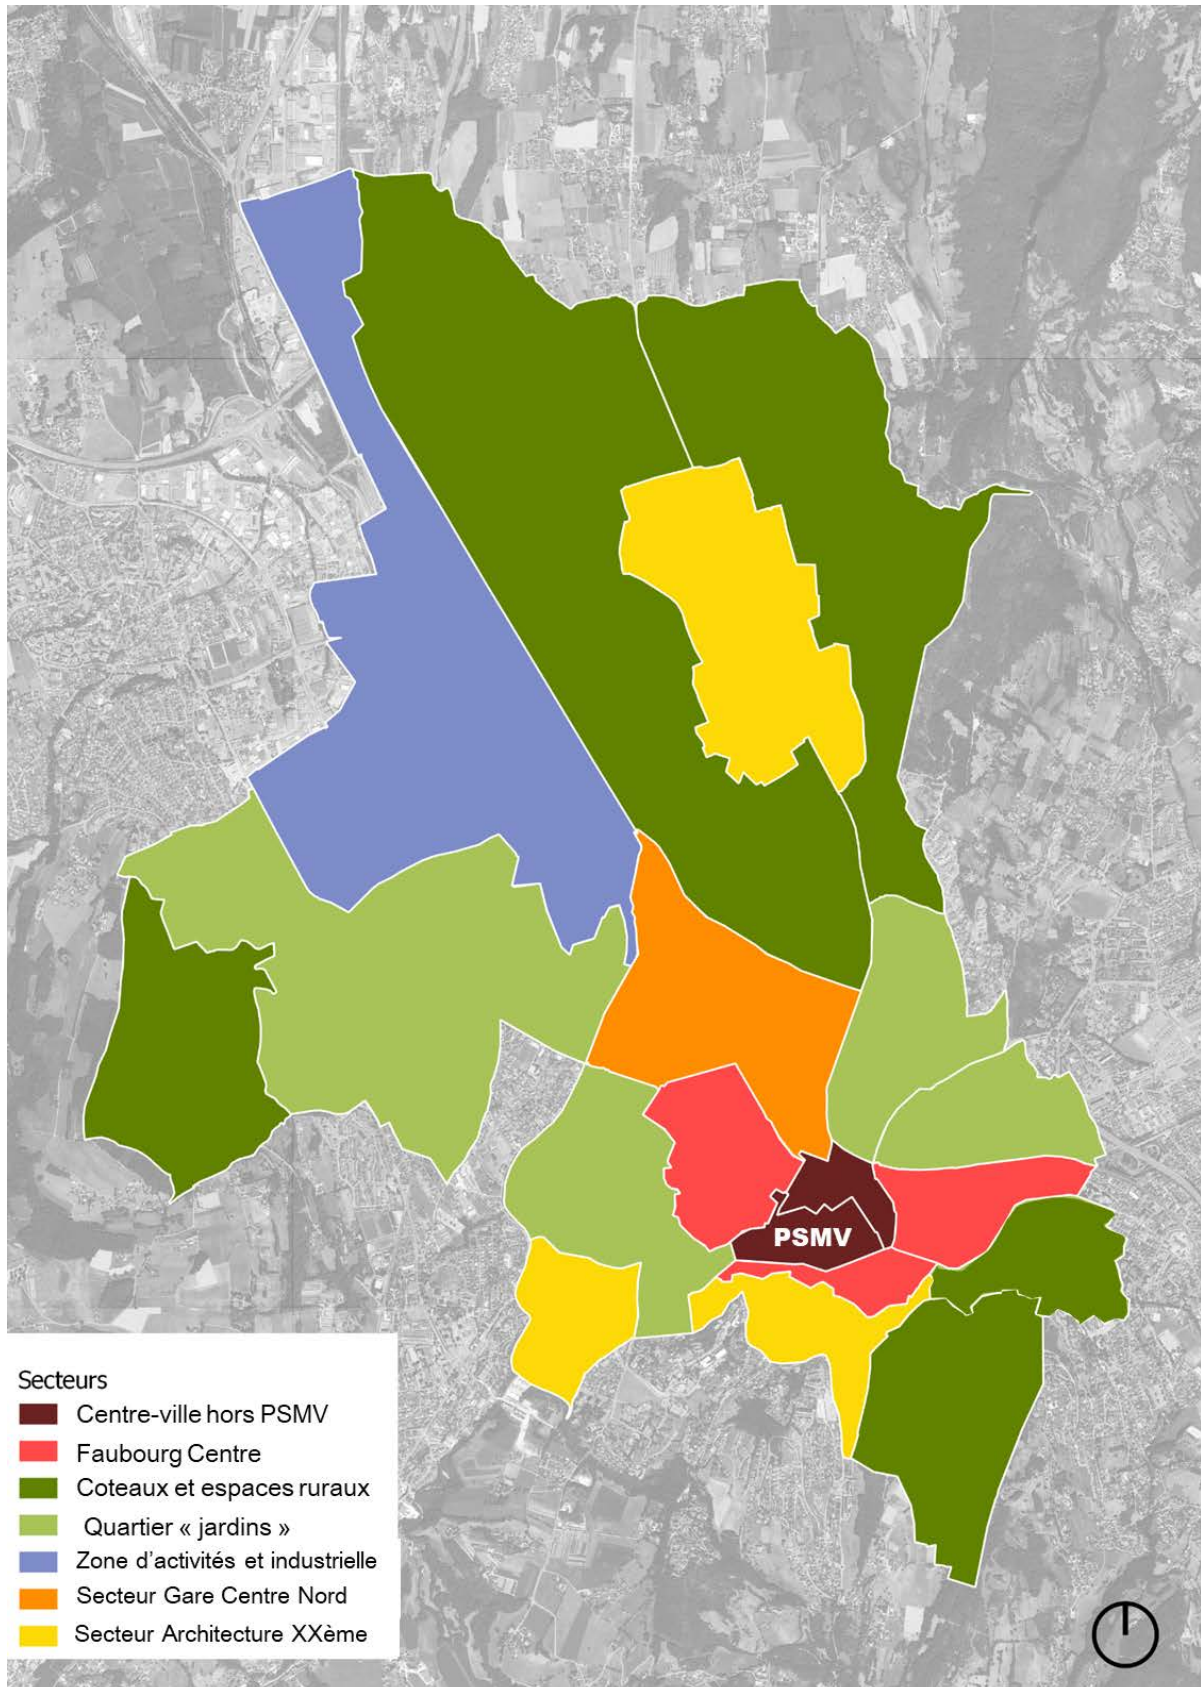 PSMV
Secteurs
Centre-ville hors PSMV
Faubourg Centre
Coteaux et espaces ruraux
Quartier « jardins »
Zone d'activités et industrielle
Secteur Gare Centre Nord
Secteur Architecture XXème